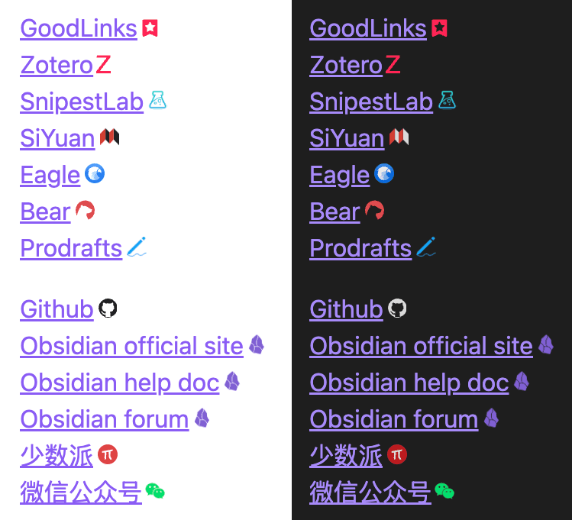 GoodLinks
Zotero
SnipestLab
SiYuan
Eagle
Bear
Prodrafts
Github
Obsidian official site
Obsidian help doc
Obsidian forum
少数派
微信公众号
GoodLinks
Zotero
SnipestLab
SiYuan
Eagle
Bear
Prodrafts
Github
Obsidian official site
Obsidian help doc
Obsidian forum
少数派
微信公众号